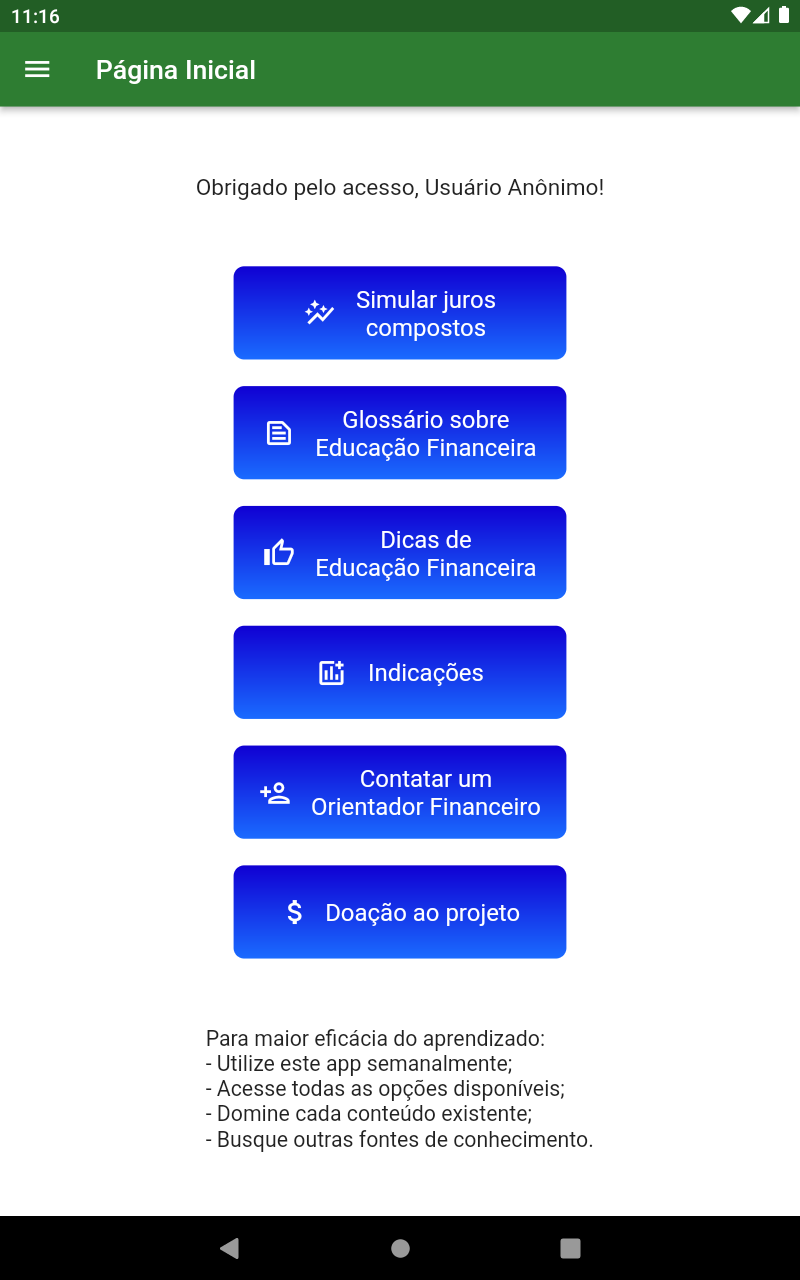 11:16
Página Inicial
Obrigado pelo acesso, Usuário Anônimo!
Simular juros
compostos
Glossário sobre
Educação Financeira
Dicas de
Educação Financeira
Indicações
Contatar um
Orientador Financeiro
Doação ao projeto
Para maior eficácia do aprendizado:
- Utilize este app semanalmente;
- Acesse todas as opções disponíveis;
- Domine cada conteúdo existente;
- Busque outras fontes de conhecimento.